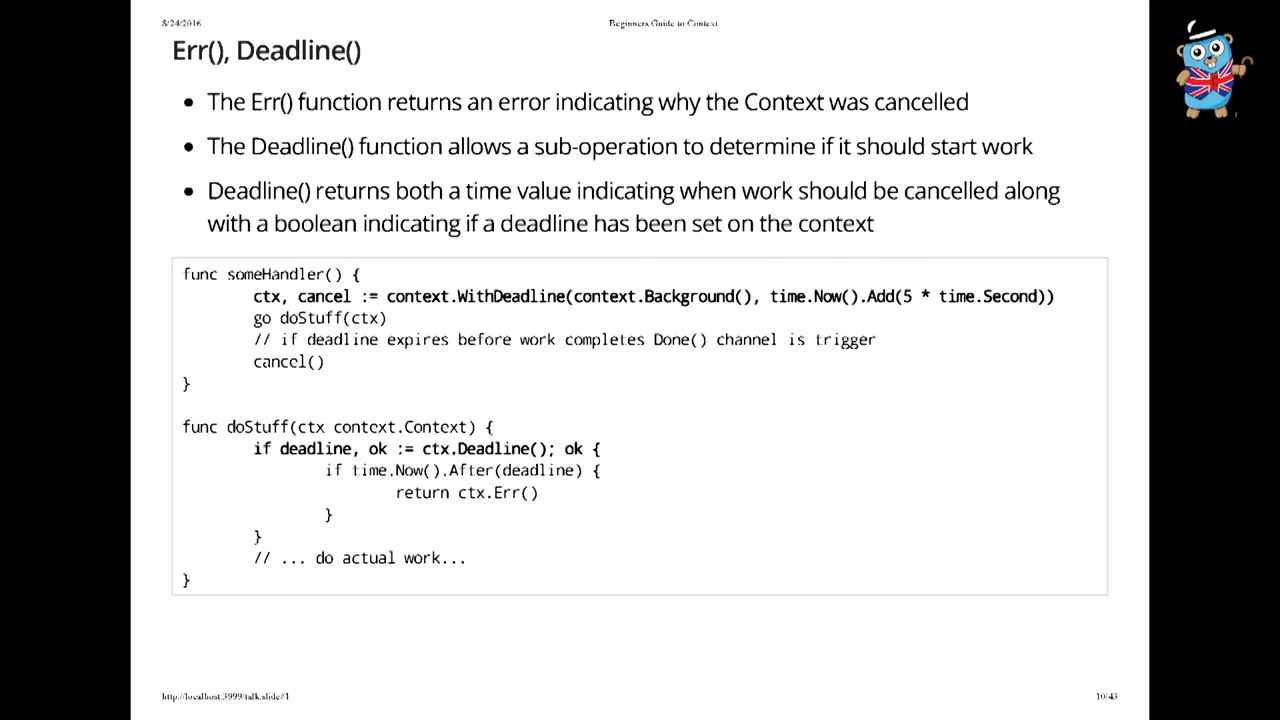 8/24/2016
Beginners Guide to Context
Err(), Deadline()
• The Err() function returns an error indicating why the Context was cancelled
• The Deadline() function allows a sub-operation to determine if it should start work
• Deadline() returns both a time value indicating when work should be cancelled along
with a boolean indicating if a deadline has been set on the context
func someHandler() {
        ctx, cancel := context.WithDeadline(context.Background(), time.Now().Add(5 * time.Second))
        go doStuff(ctx)
        // if deadline expires before work completes Done() channel is trigger
        cancel()
}
func doStuff(ctx context.Context) {
        if deadline, ok := ctx.Deadline(); ok {
                if time.Now().After(deadline) {
                        return ctx.Err()
                }
        }
        // ... do actual work...
}
http://localhost:3999/talk.slide#1
10/43